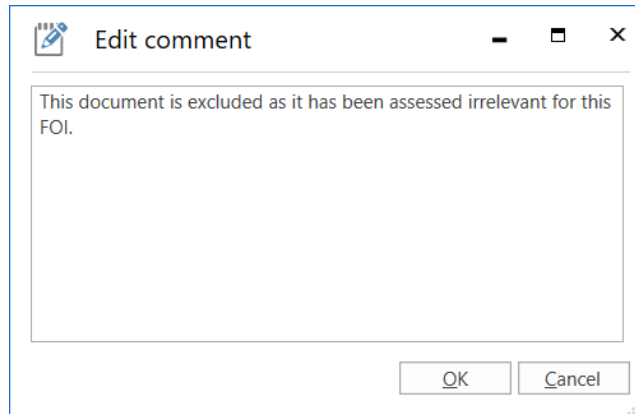 Edit comment
This document is excluded as it has been assessed irrelevant for this
FOI.
OK
Cancel